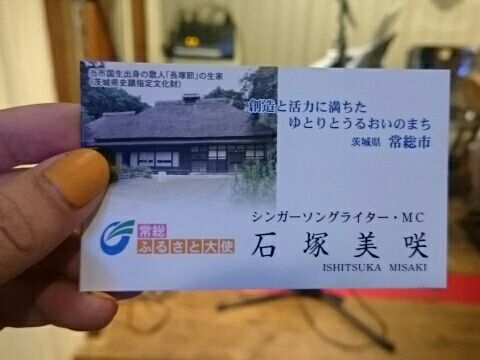 当市国生出身の歌人「長塚節」の生家
(茨城県史蹟指定文化財)
創造と活力に満ちた
ゆとりとうるおいのまち
茨城県 常総市
シンガーソングライター・MC
常総
ふるさと大使
石塚美咲
ISHITSUKA MISAKI